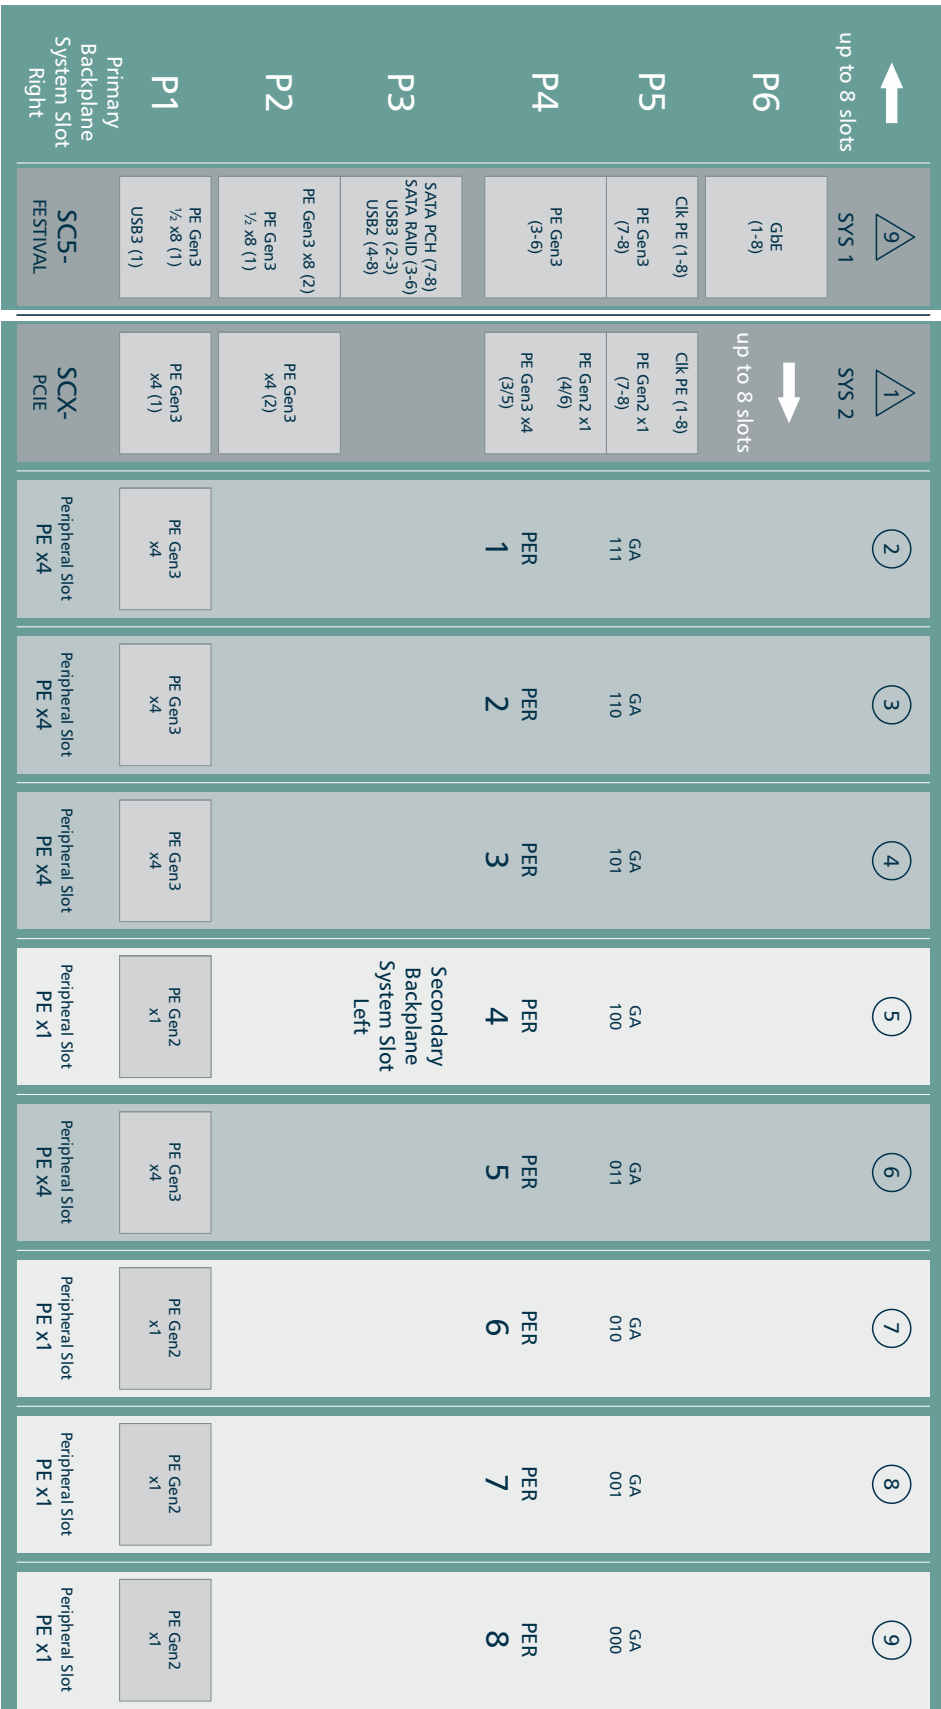 up to 8 slots
P6
P5
P4
P3
P2
P1
Primary
Backplane
System Slot
Right
9
SYS 1
GbE
(1-8)
Clk PE (1-8)
PE Gen3
(7-8)
PE Gen3
(3-6)
SATA PCH (7-8)
SATA RAID (3-6)
USB3 (2-3)
USB2 (4-8)
PE Gen3 x8 (2)
PE Gen3
½ x8 (1)
PE Gen3
½ x8 (1)
USB3 (1)
SC5-
FESTIVAL
1
SYS 2
up to 8 slots
Clk PE (1-8)
PE Gen2 x1
(7-8)
PE Gen2 x1
(4/6)
PE Gen3 x4
(3/5)
PE Gen3
x4 (2)
PE Gen3
x4 (1)
SCX-
PCIE
2
GA
111
PER
1
PE Gen3
x4
Peripheral Slot
PE x4
3
GA
110
PER
2
PE Gen3
x4
Peripheral Slot
PE x4
4
GA
101
PER
3
PE Gen3
x4
Peripheral Slot
PE x4
5
GA
100
PER
4
Secondary
Backplane
System Slot
Left
PE Gen2
x1
Peripheral Slot
PE x1
6
GA
011
PER
5
PE Gen3
x4
Peripheral Slot
PE x4
7
GA
010
PER
6
PE Gen2
x1
Peripheral Slot
PE x1
8
GA
001
PER
7
PE Gen2
x1
Peripheral Slot
PE x1
9
GA
000
PER
8
PE Gen2
x1
Peripheral Slot
PE x1